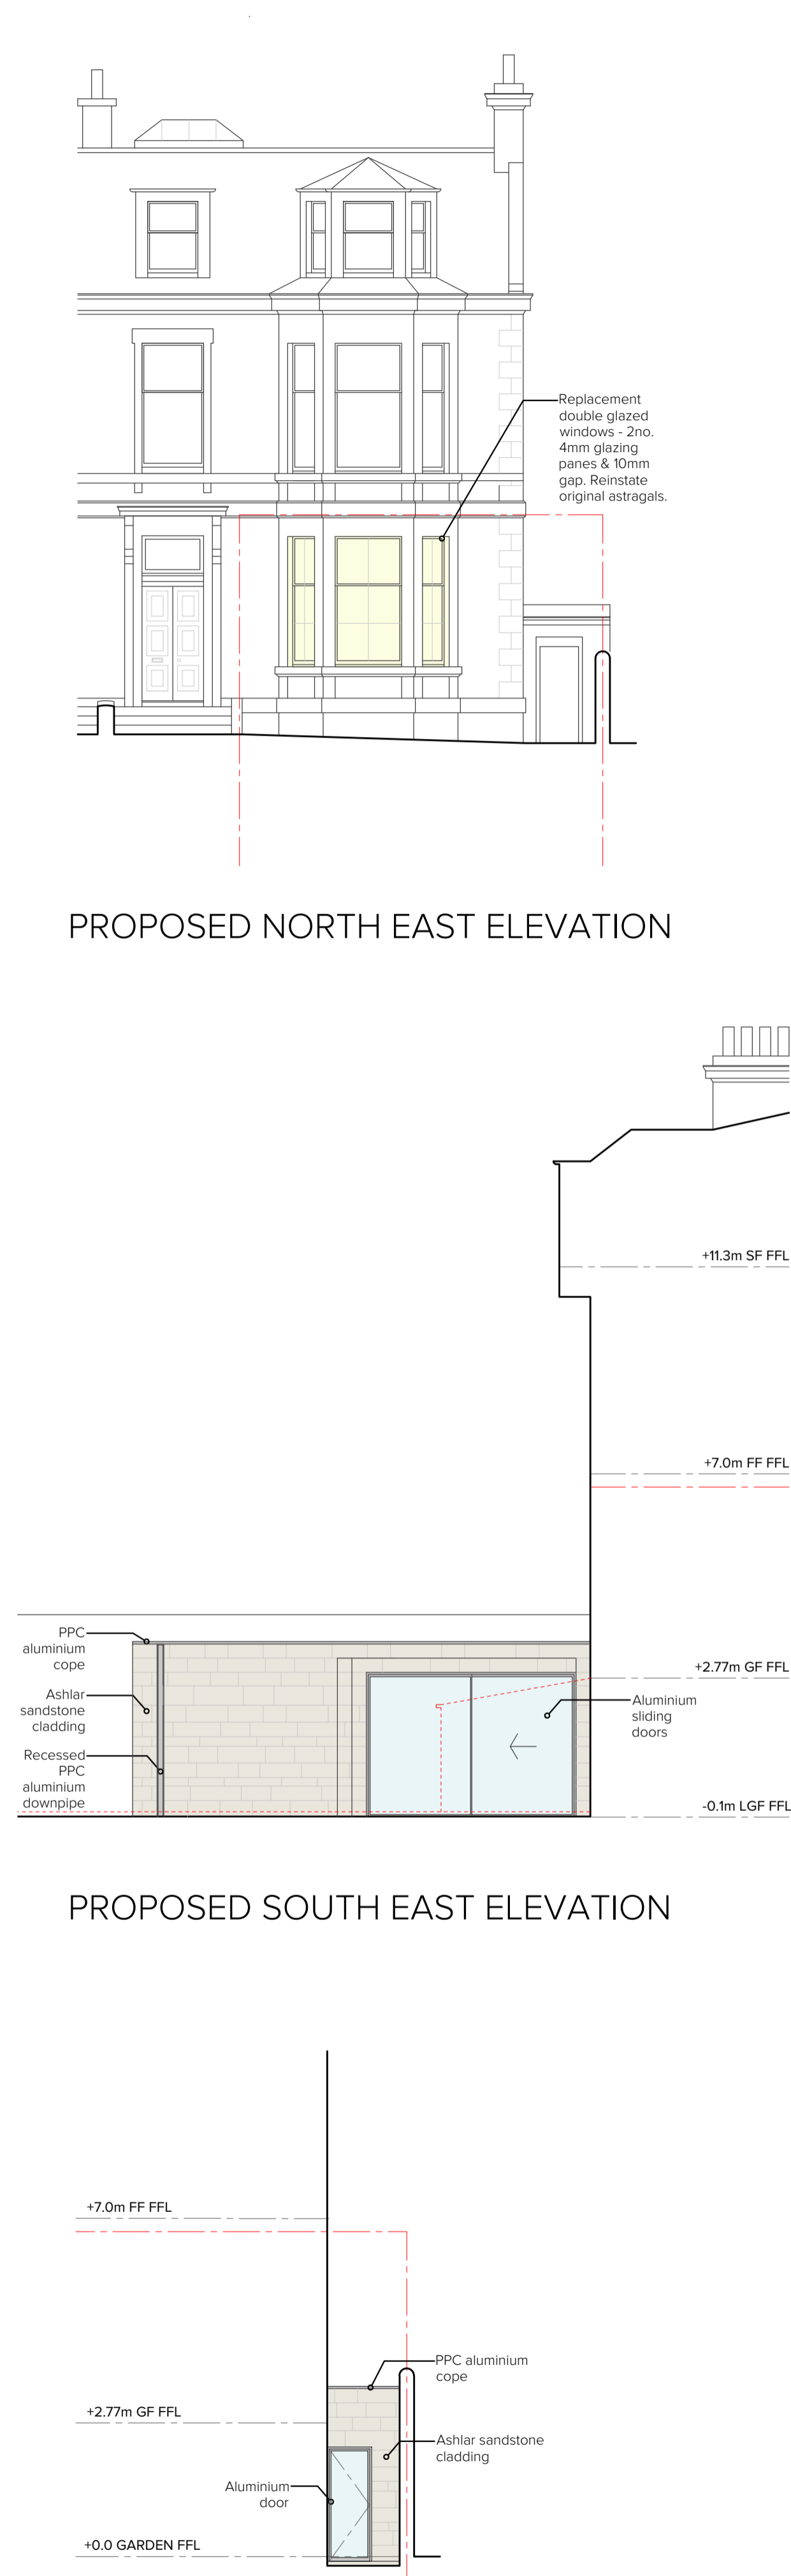 Replacement
double glazed
windows - 2no.
4mm glazing
panes & 10mm
gap. Reinstate
original astragals.
PROPOSED NORTH EAST ELEVATION
+11.3m SF FFL
+7.0m FF FFL
PPC
aluminium
cope
+2.77m GF FFL
Ashlar
sandstone
cladding
Aluminium
sliding
doors
Recessed
PPC
aluminium
downpipe
-0.1m LGF FFL
PROPOSED SOUTH EAST ELEVATION
+7.0m FF FFL
PPC aluminium
cope
+2.77m GF FFL
Ashlar sandstone
cladding
Aluminium
door
+0.0 GARDEN FFL